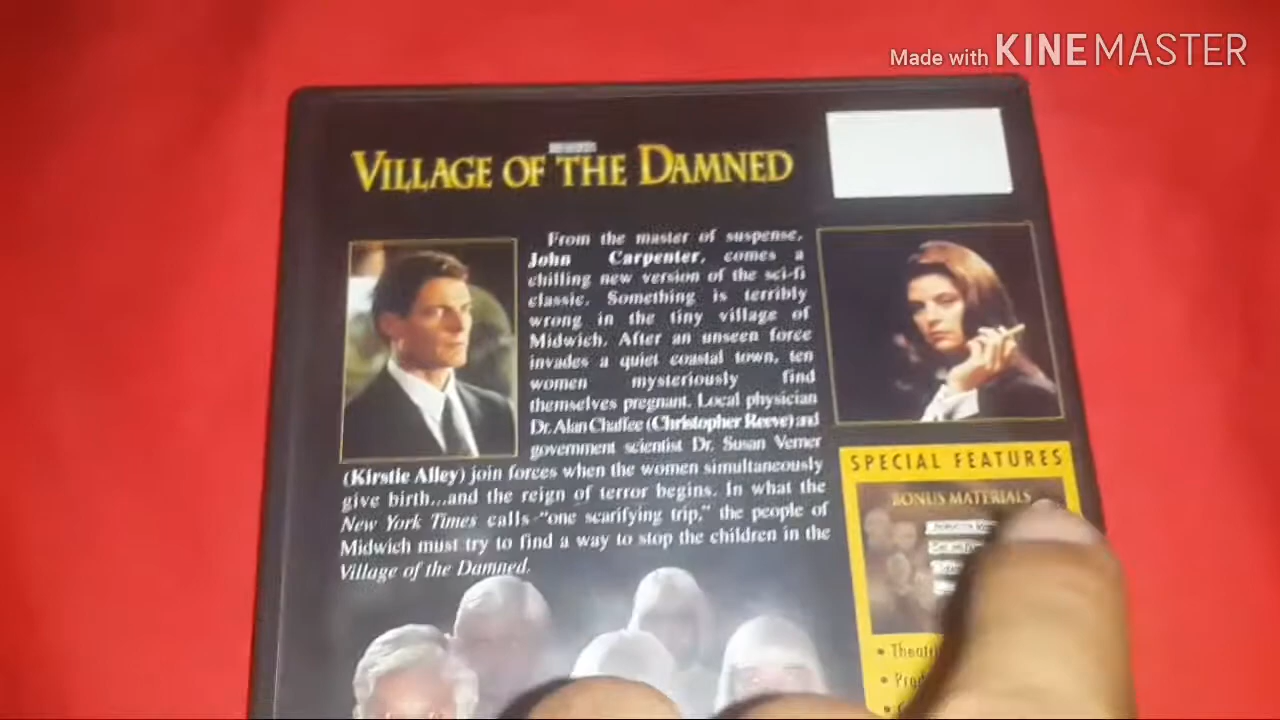 Made with KINEMASTER
VILLAGE OF THE DAMNED
From the master of suspense,
John Carpenter, comes a
chilling new version of the sci-fi
classic. Something is terribly
wrong in the tiny village of
Midwich. After an unseen force
invades a quiet coastal town, ten
women mysteriously find
themselves pregnant. Local physician
Dr. Alan Chaffee (Christopher Reeve) and
government scientist Dr. Susan Verner
(Kirstie Alley) join forces when the women simultaneously
give birth...and the reign of terror begins. In what the
New York Times calls "one scarifying trip," the people of
Midwich must try to find a way to stop the children in the
Village of the Damned.
SPECIAL FEATURES
BONUS MATERIALS